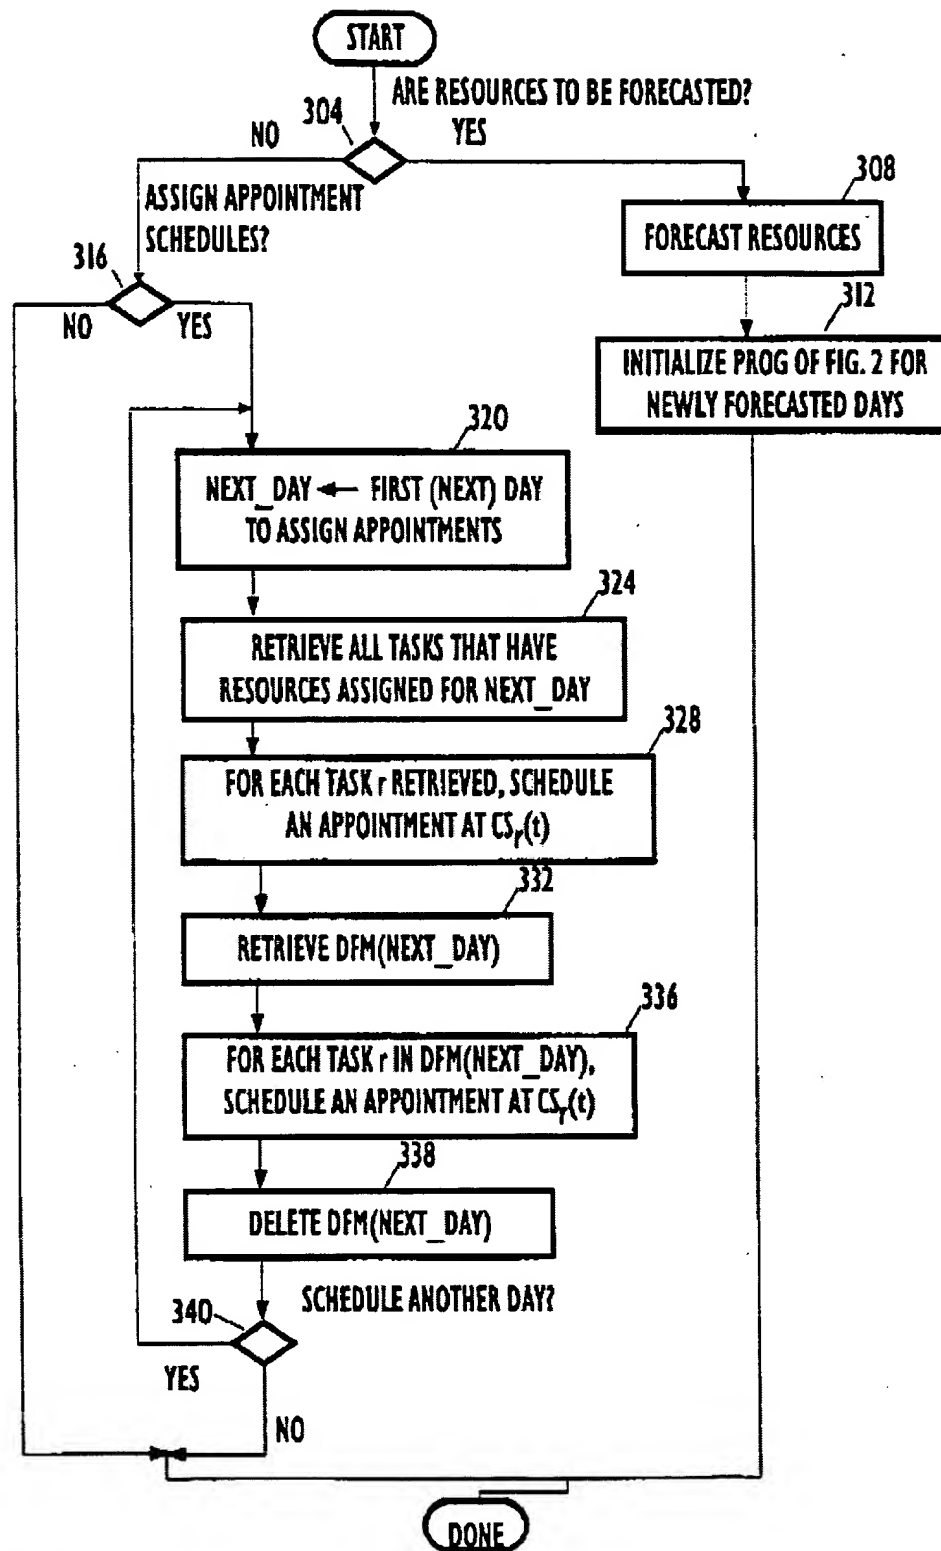 START
ARE RESOURCES TO BE FORECASTED?
304
NO
YES
308
ASSIGN APPOINTMENT
SCHEDULES?
FORECAST RESOURCES
316
312
NO
YES
INITIALIZE PROG OF FIG. 2 FOR
NEWLY FORECASTED DAYS
320
NEXT_DAY ← FIRST (NEXT) DAY
TO ASSIGN APPOINTMENTS
324
RETRIEVE ALL TASKS THAT HAVE
RESOURCES ASSIGNED FOR NEXT_DAY
328
FOR EACH TASK r RETRIEVED, SCHEDULE
AN APPOINTMENT AT CSr(t)
332
RETRIEVE DFM(NEXT_DAY)
336
FOR EACH TASK r IN DFM(NEXT_DAY),
SCHEDULE AN APPOINTMENT AT CSr(t)
338
DELETE DFM(NEXT_DAY)
SCHEDULE ANOTHER DAY?
340
YES
NO
DONE